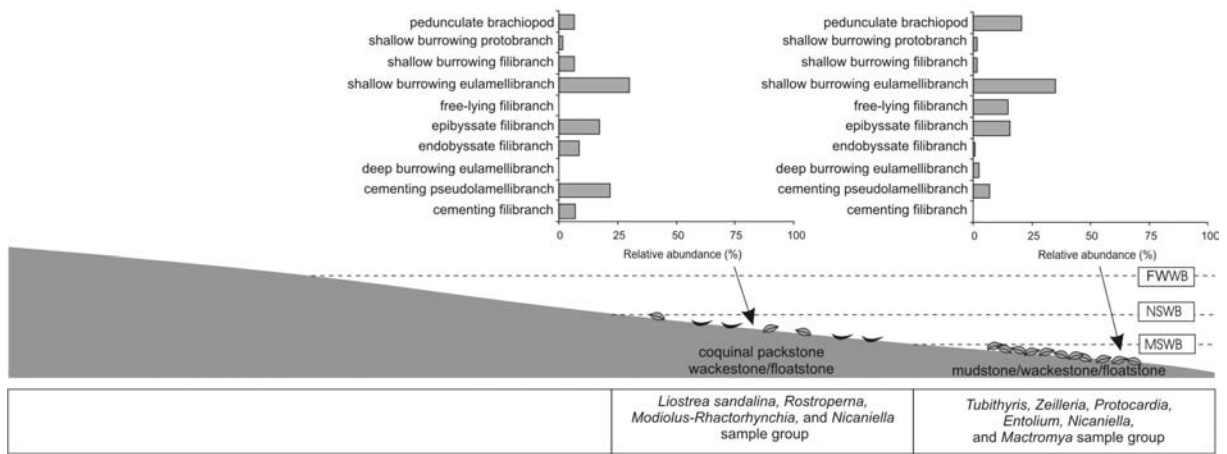 pedunculate brachiopod
shallow burrowing protobranch
shallow burrowing filibranch
shallow burrowing eulamellibranch
free-lying filibranch
epibyssate filibranch
endobyssate filibranch
deep burrowing eulamellibranch
cementing pseudolamellibranch
cementing filibranch
0 25 50 75 100
Relative abundance (%)
pedunculate brachiopod
shallow burrowing protobranch
shallow burrowing filibranch
shallow burrowing eulamellibranch
free-lying filibranch
epibyssate filibranch
endobyssate filibranch
deep burrowing eulamellibranch
cementing pseudolamellibranch
cementing filibranch
0 25 50 75 100
Relative abundance (%)
FWWB
NSWB
MSWB
coquinal packstone
wackestone/floatstone
mudstone/wackestone/floatstone
Liostrea sandalina, Rostroperna,
Modiolus-Rhactorhynchia, and Nicaniella
sample group
Tubithyris, Zeilleria, Protocardia,
Entolium, Nicaniella,
and Mactromya sample group